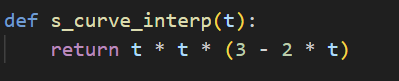 def s_curve_interp(t):
    return t * t * (3 - 2 * t)